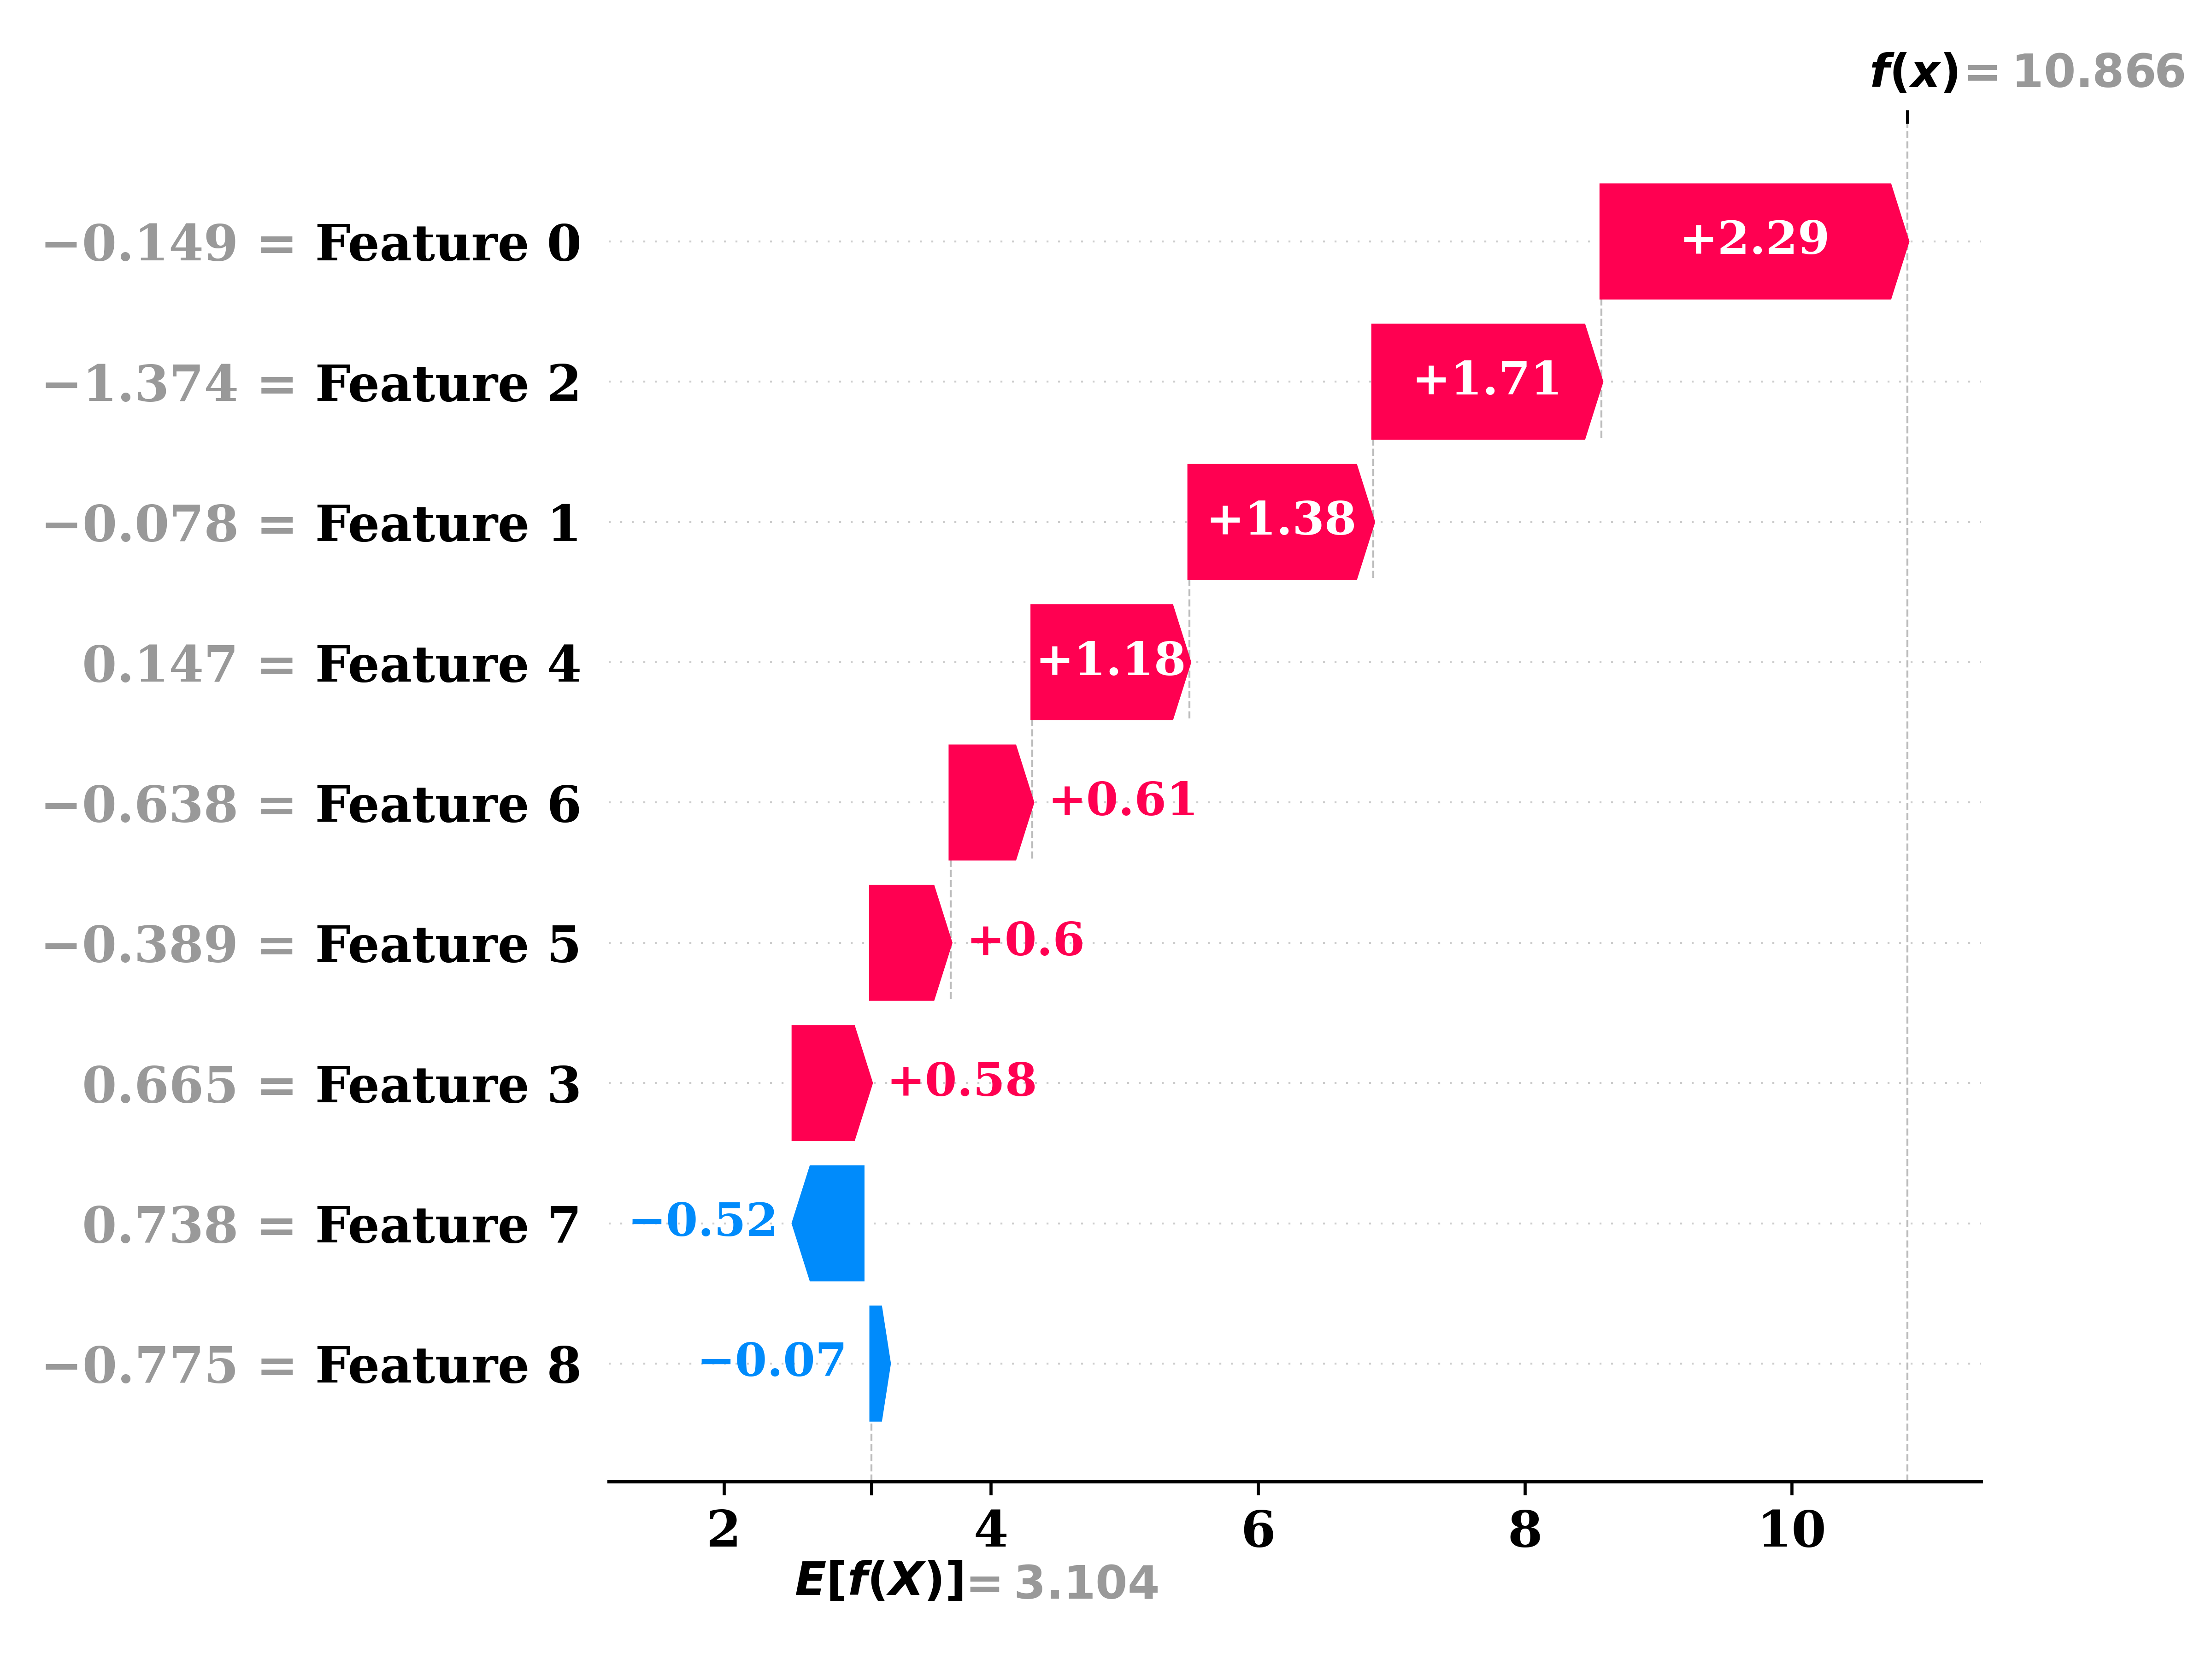 f(x) = 10.866
−0.149 = Feature 0 +2.29
−1.374 = Feature 2 +1.71
−0.078 = Feature 1 +1.38
0.147 = Feature 4 +1.18
−0.638 = Feature 6 +0.61
−0.389 = Feature 5 +0.6
0.665 = Feature 3 +0.58
0.738 = Feature 7 −0.52
−0.775 = Feature 8 −0.07
2 4 6 8 10
E[f(X)] = 3.104